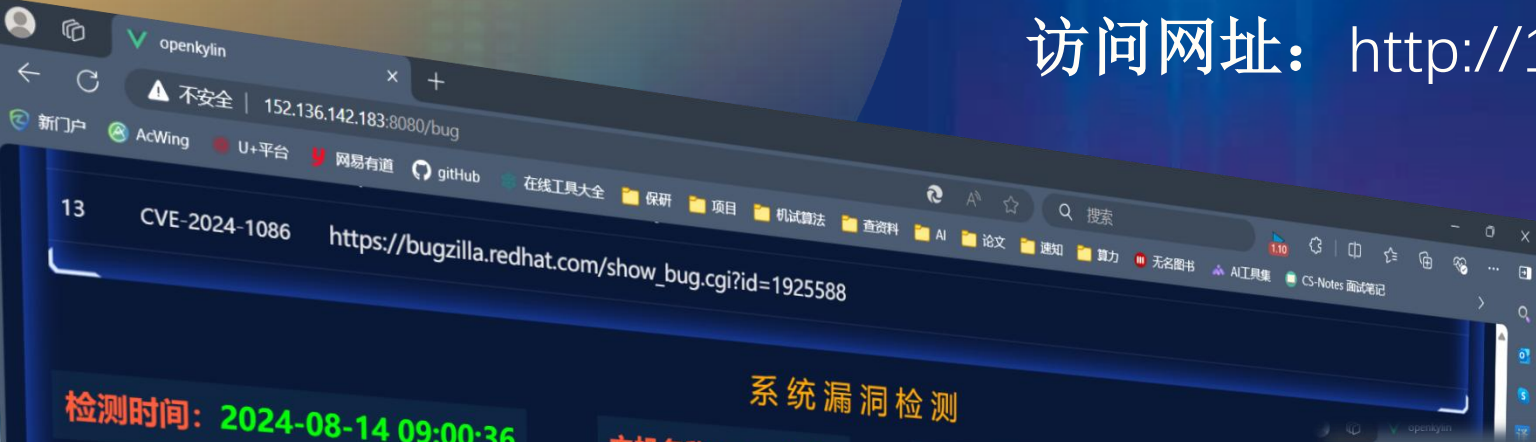 访问网址：http://1
openkylin
不安全 | 152.136.142.183:8080/bug
搜索
新门户 AcWing U+平台 网易有道 gitHub 在线工具大全 保研 项目 机试算法 查资料 AI 论文 速知 算力 无名图书 AI工具集 CS-Notes 面试笔记
1.10
13 CVE-2024-1086 https://bugzilla.redhat.com/show_bug.cgi?id=1925588
系统漏洞检测
检测时间：2024-08-14 09:00:36
openkylin